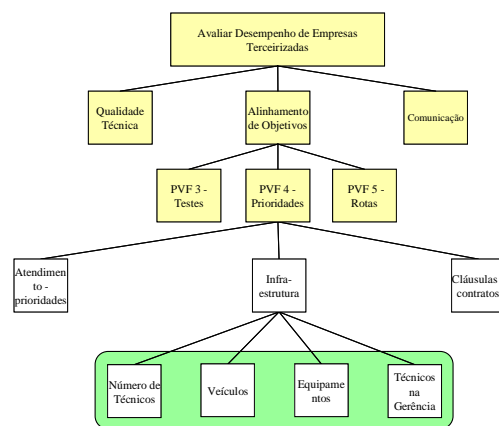 Avaliar Desempenho de Empresas
Terceirizadas
Qualidade
Técnica
Alinhamento
de Objetivos
Comunicação
PVF 3 -
Testes
PVF 4 -
Prioridades
PVF 5 -
Rotas
Atendimen
to -
prioridades
Infra-
estrutura
Cláusulas
contratos
Número de
Técnicos
Veículos
Equipame
ntos
Técnicos
na
Gerência